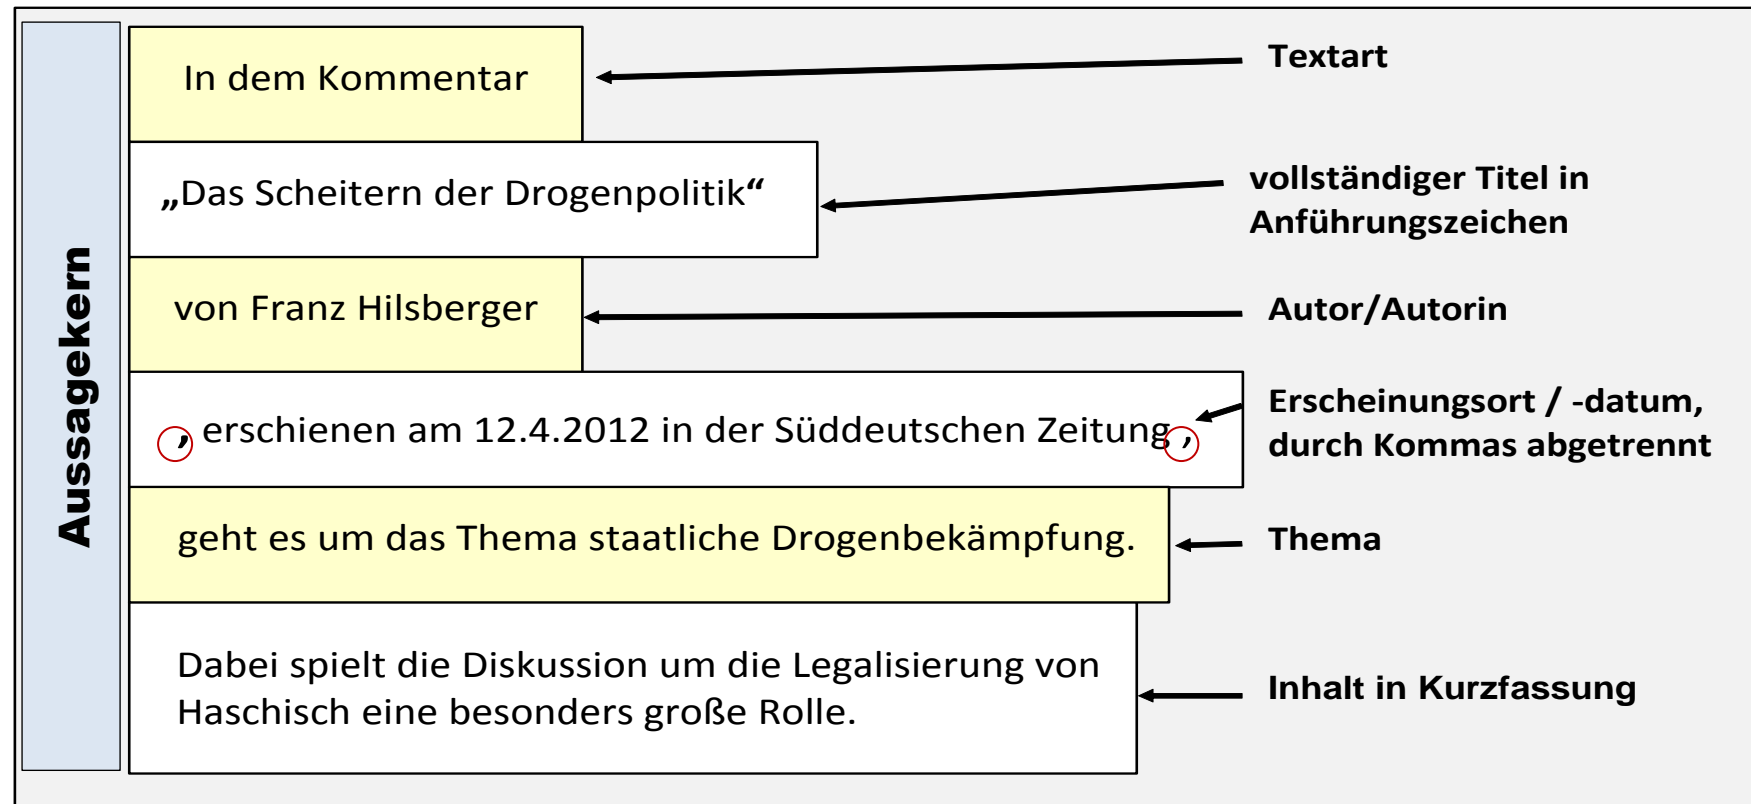 Aussagekern
In dem Kommentar
Textart
„Das Scheitern der Drogenpolitik“
vollständiger Titel in
Anführungszeichen
von Franz Hilsberger
Autor/Autorin
, erschienen am 12.4.2012 in der Süddeutschen Zeitung ,
Erscheinungsort / -datum,
durch Kommas abgetrennt
geht es um das Thema staatliche Drogenbekämpfung.
Thema
Dabei spielt die Diskussion um die Legalisierung von
Haschisch eine besonders große Rolle.
Inhalt in Kurzfassung